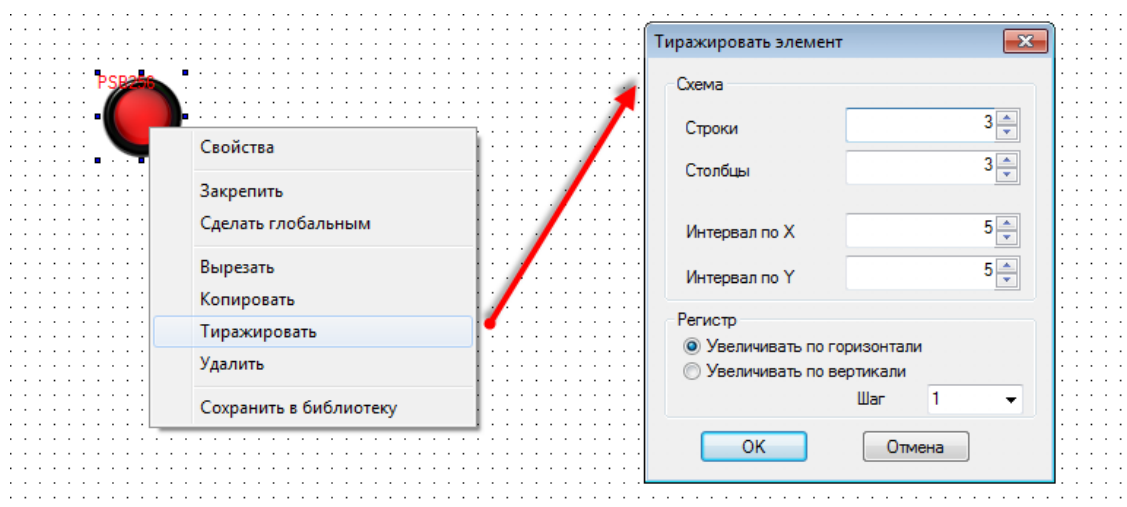 PSB256
Свойства
Закрепить
Сделать глобальным
Вырезать
Копировать
Тиражировать
Удалить
Сохранить в библиотеку
Тиражировать элемент
Схема
Строки 3
Столбцы 3
Интервал по X 5
Интервал по Y 5
Регистр
Увеличивать по горизонтали
Увеличивать по вертикали
Шаг 1
OK Отмена